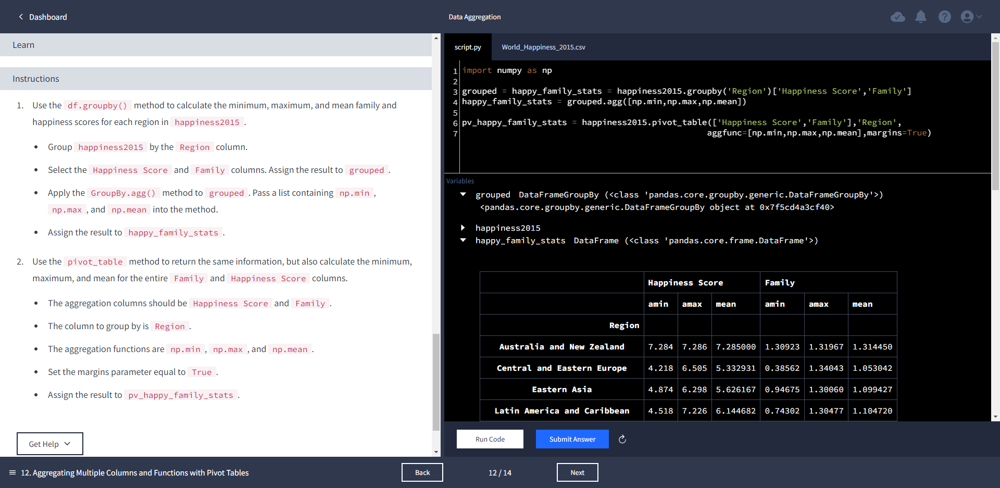 Dashboard
Data Aggregation
Learn
Instructions
1. Use the df.groupby() method to calculate the minimum, maximum, and mean family and
happiness scores for each region in happiness2015 .
• Group happiness2015 by the Region column.
• Select the Happiness Score and Family columns. Assign the result to grouped .
• Apply the GroupBy.agg() method to grouped . Pass a list containing np.min ,
np.max , and np.mean into the method.
• Assign the result to happy_family_stats .
2. Use the pivot_table method to return the same information, but also calculate the minimum,
maximum, and mean for the entire Family and Happiness Score columns.
• The aggregation columns should be Happiness Score and Family .
• The column to group by is Region .
• The aggregation functions are np.min , np.max , and np.mean .
• Set the margins parameter equal to True .
• Assign the result to pv_happy_family_stats .
Get Help
script.py World_Happiness_2015.csv
1 import numpy as np
2
3 grouped = happy_family_stats = happiness2015.groupby('Region')['Happiness Score','Family']
4 happy_family_stats = grouped.agg([np.min,np.max,np.mean])
5
6 pv_happy_family_stats = happiness2015.pivot_table(['Happiness Score','Family'],'Region',
7 aggfunc=[np.min,np.max,np.mean],margins=True)
Variables
grouped DataFrameGroupBy (<class 'pandas.core.groupby.generic.DataFrameGroupBy'>)
<pandas.core.groupby.generic.DataFrameGroupBy object at 0x7f5cd4a3cf40>
happiness2015
happy_family_stats DataFrame (<class 'pandas.core.frame.DataFrame'>)
Happiness Score Family
amin amax mean amin amax mean
Region
Australia and New Zealand 7.284 7.286 7.285000 1.30923 1.31967 1.314450
Central and Eastern Europe 4.218 6.505 5.332931 0.38562 1.34043 1.053042
Eastern Asia 4.874 6.298 5.626167 0.94675 1.30060 1.099427
Latin America and Caribbean 4.518 7.226 6.144682 0.74302 1.30477 1.104720
Run Code Submit Answer
12. Aggregating Multiple Columns and Functions with Pivot Tables
Back 12 / 14 Next